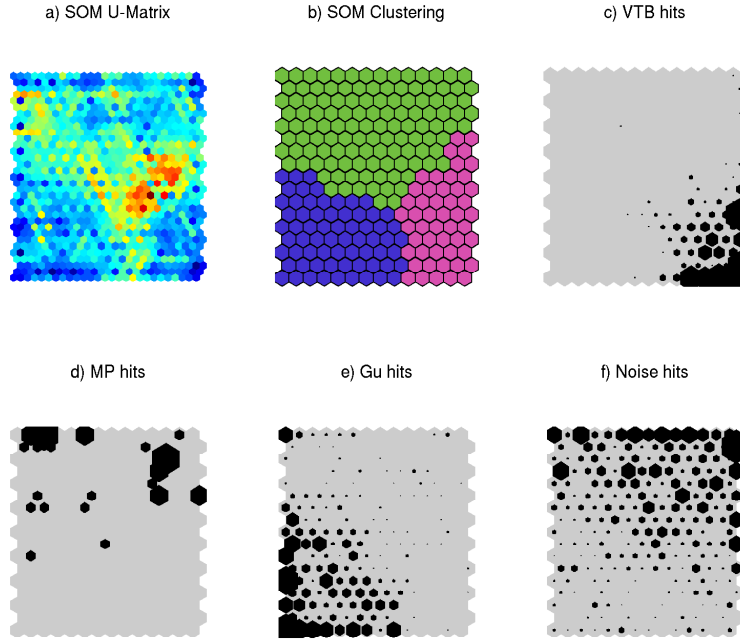 a) SOM U-Matrix
b) SOM Clustering
c) VTB hits
d) MP hits
e) Gu hits
f) Noise hits